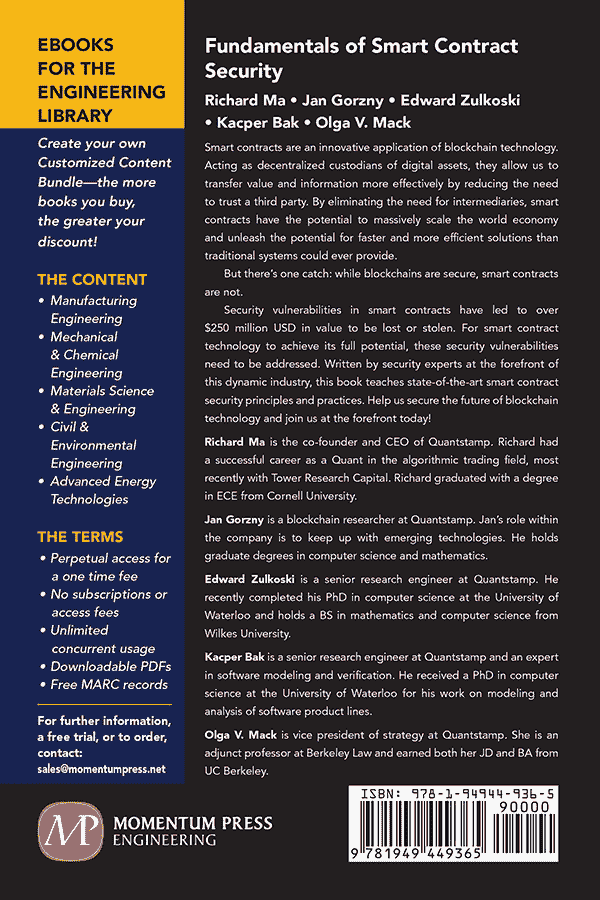 EBOOKS
FOR THE
ENGINEERING
LIBRARY
Create your own
Customized Content
Bundle—the more
books you buy,
the greater your
discount!
THE CONTENT
• Manufacturing
Engineering
• Mechanical
& Chemical
Engineering
• Materials Science
& Engineering
• Civil &
Environmental
Engineering
• Advanced Energy
Technologies
THE TERMS
• Perpetual access for
a one time fee
• No subscriptions or
access fees
• Unlimited
concurrent usage
• Downloadable PDFs
• Free MARC records
For further information,
a free trial, or to order,
contact:
sales@momentumpress.net
Fundamentals of Smart Contract
Security
Richard Ma • Jan Gorzny • Edward Zulkoski
• Kacper Bak • Olga V. Mack
Smart contracts are an innovative application of blockchain technology.
Acting as decentralized custodians of digital assets, they allow us to
transfer value and information more effectively by reducing the need
to trust a third party. By eliminating the need for intermediaries, smart
contracts have the potential to massively scale the world economy
and unleash the potential for faster and more efficient solutions than
traditional systems could ever provide.
But there's one catch: while blockchains are secure, smart contracts
are not.
Security vulnerabilities in smart contracts have led to over
$250 million USD in value to be lost or stolen. For smart contract
technology to achieve its full potential, these security vulnerabilities
need to be addressed. Written by security experts at the forefront of
this dynamic industry, this book teaches state-of-the-art smart contract
security principles and practices. Help us secure the future of blockchain
technology and join us at the forefront today!
Richard Ma is the co-founder and CEO of Quantstamp. Richard had
a successful career as a Quant in the algorithmic trading field, most
recently with Tower Research Capital. Richard graduated with a degree
in ECE from Cornell University.
Jan Gorzny is a blockchain researcher at Quantstamp. Jan's role within
the company is to keep up with emerging technologies. He holds
graduate degrees in computer science and mathematics.
Edward Zulkoski is a senior research engineer at Quantstamp. He
recently completed his PhD in computer science at the University of
Waterloo and holds a BS in mathematics and computer science from
Wilkes University.
Kacper Bak is a senior research engineer at Quantstamp and an expert
in software modeling and verification. He received a PhD in computer
science at the University of Waterloo for his work on modeling and
analysis of software product lines.
Olga V. Mack is vice president of strategy at Quantstamp. She is an
adjunct professor at Berkeley Law and earned both her JD and BA from
UC Berkeley.
MP
MOMENTUM PRESS
ENGINEERING
ISBN: 978-1-94944-936-5
90000
9 781949 449365